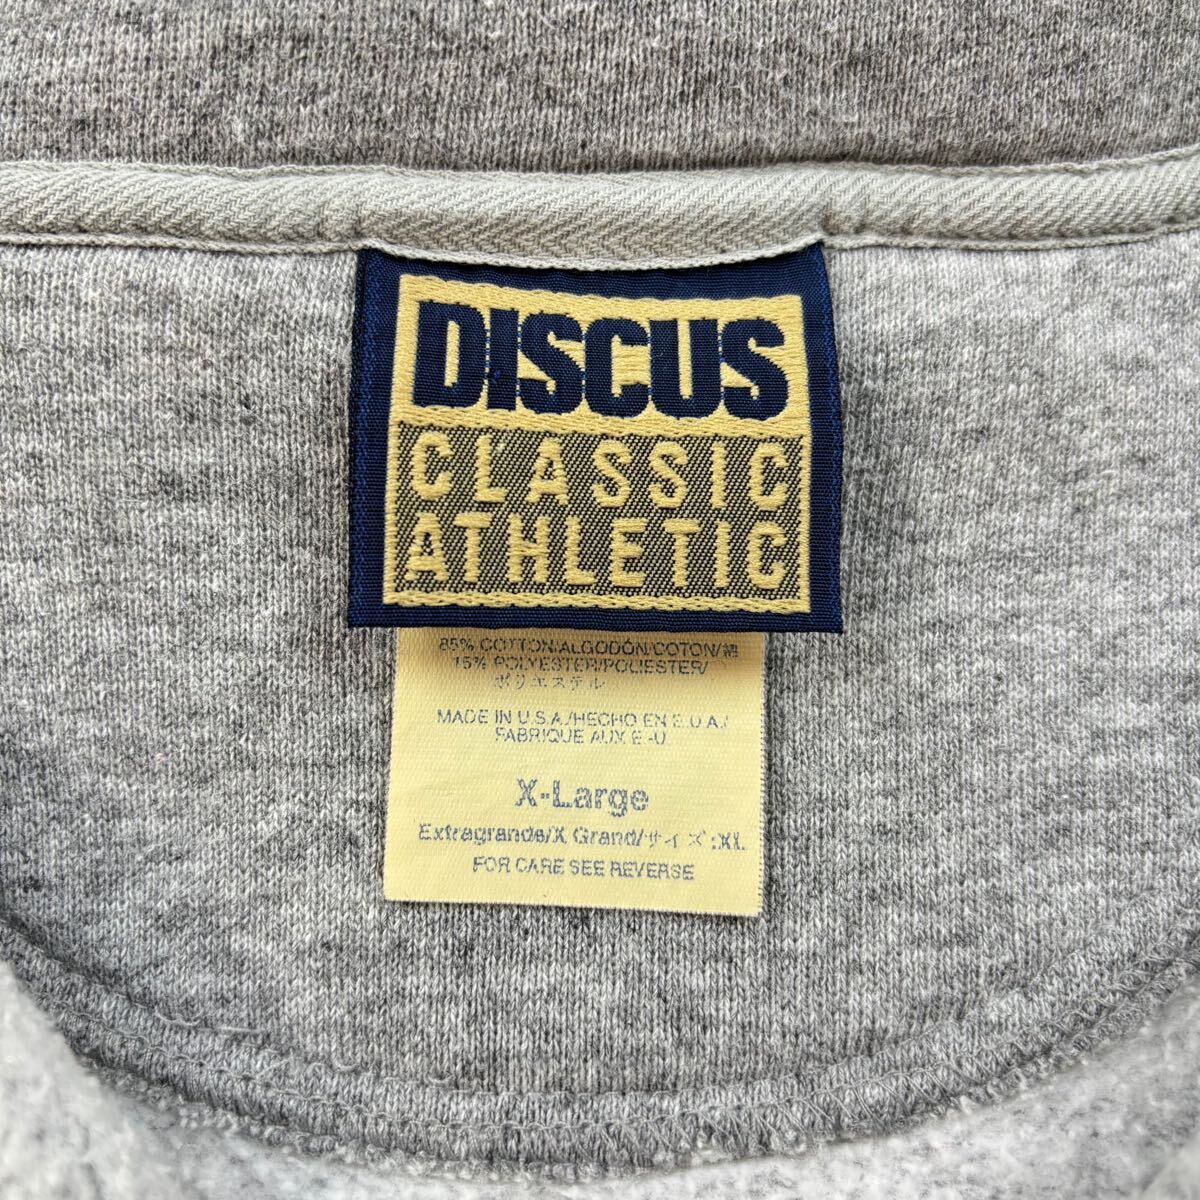 DISCUS
CLASSIC
ATHLETIC
85% COTTON/ALGODÓN/COTON/綿
15% POLYESTER/POLIESTER/
ポリエステル
MADE IN U.S.A./HECHO EN E.U.A./
FABRIQUE AUX E.-U.
X-Large
Extragrande/X Grand/サイズ:XL
FOR CARE SEE REVERSE